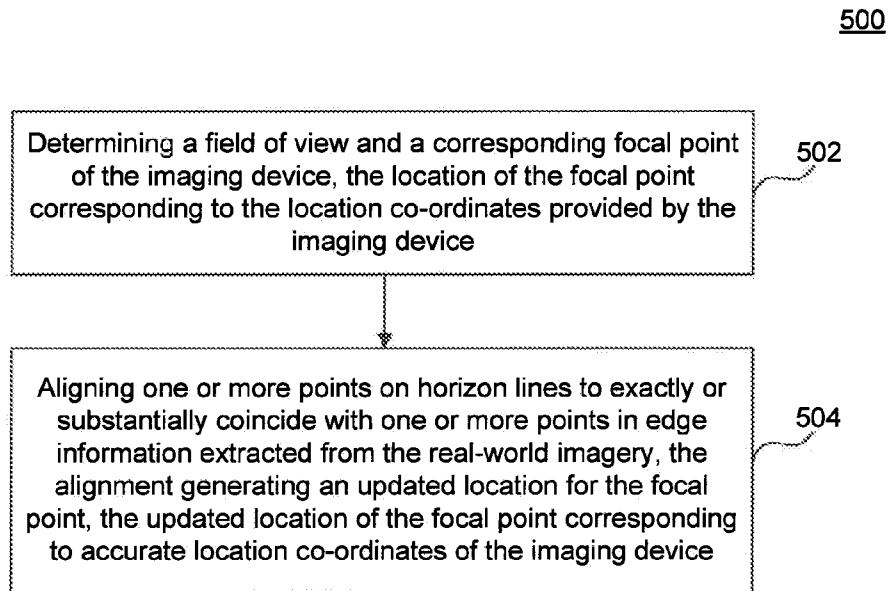 500
Determining a field of view and a corresponding focal point
of the imaging device, the location of the focal point
corresponding to the location co-ordinates provided by the
imaging device
502
Aligning one or more points on horizon lines to exactly or
substantially coincide with one or more points in edge
information extracted from the real-world imagery, the
alignment generating an updated location for the focal
point, the updated location of the focal point corresponding
to accurate location co-ordinates of the imaging device
504